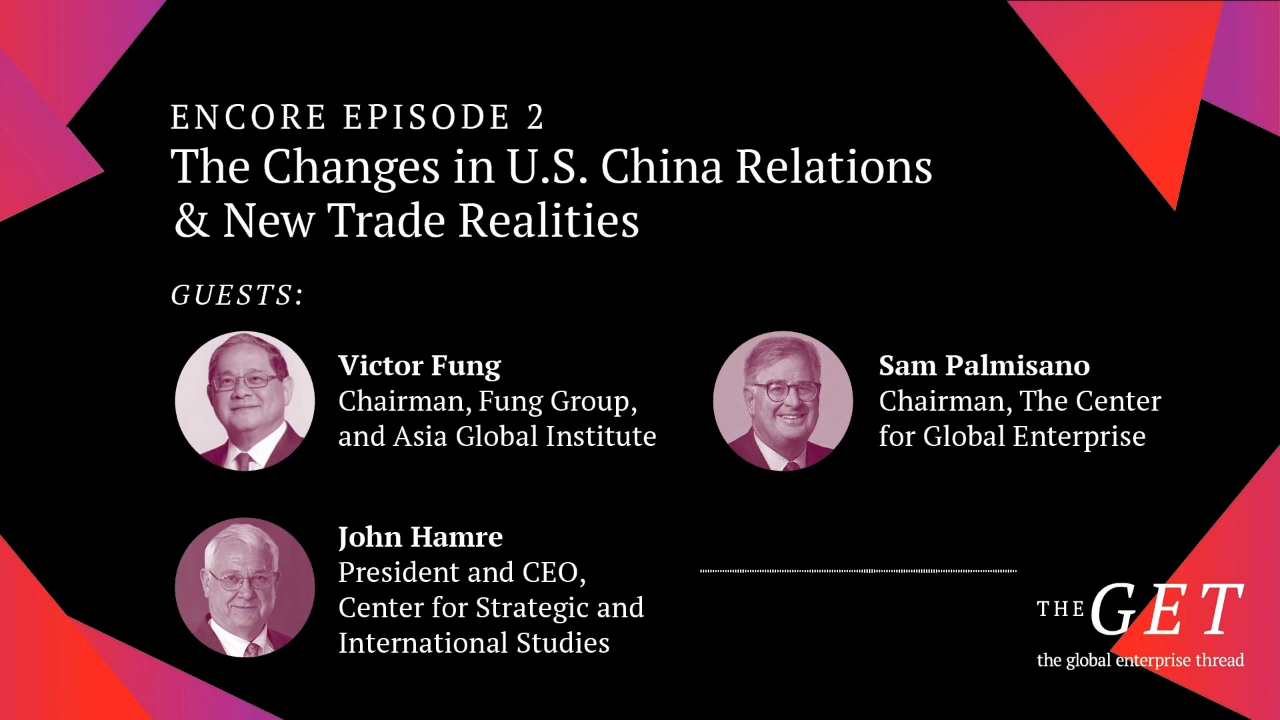 ENCORE EPISODE 2
The Changes in U.S. China Relations
& New Trade Realities
GUESTS:
Victor Fung
Chairman, Fung Group,
and Asia Global Institute
Sam Palmisano
Chairman, The Center
for Global Enterprise
John Hamre
President and CEO,
Center for Strategic and
International Studies
THE GET
the global enterprise thread